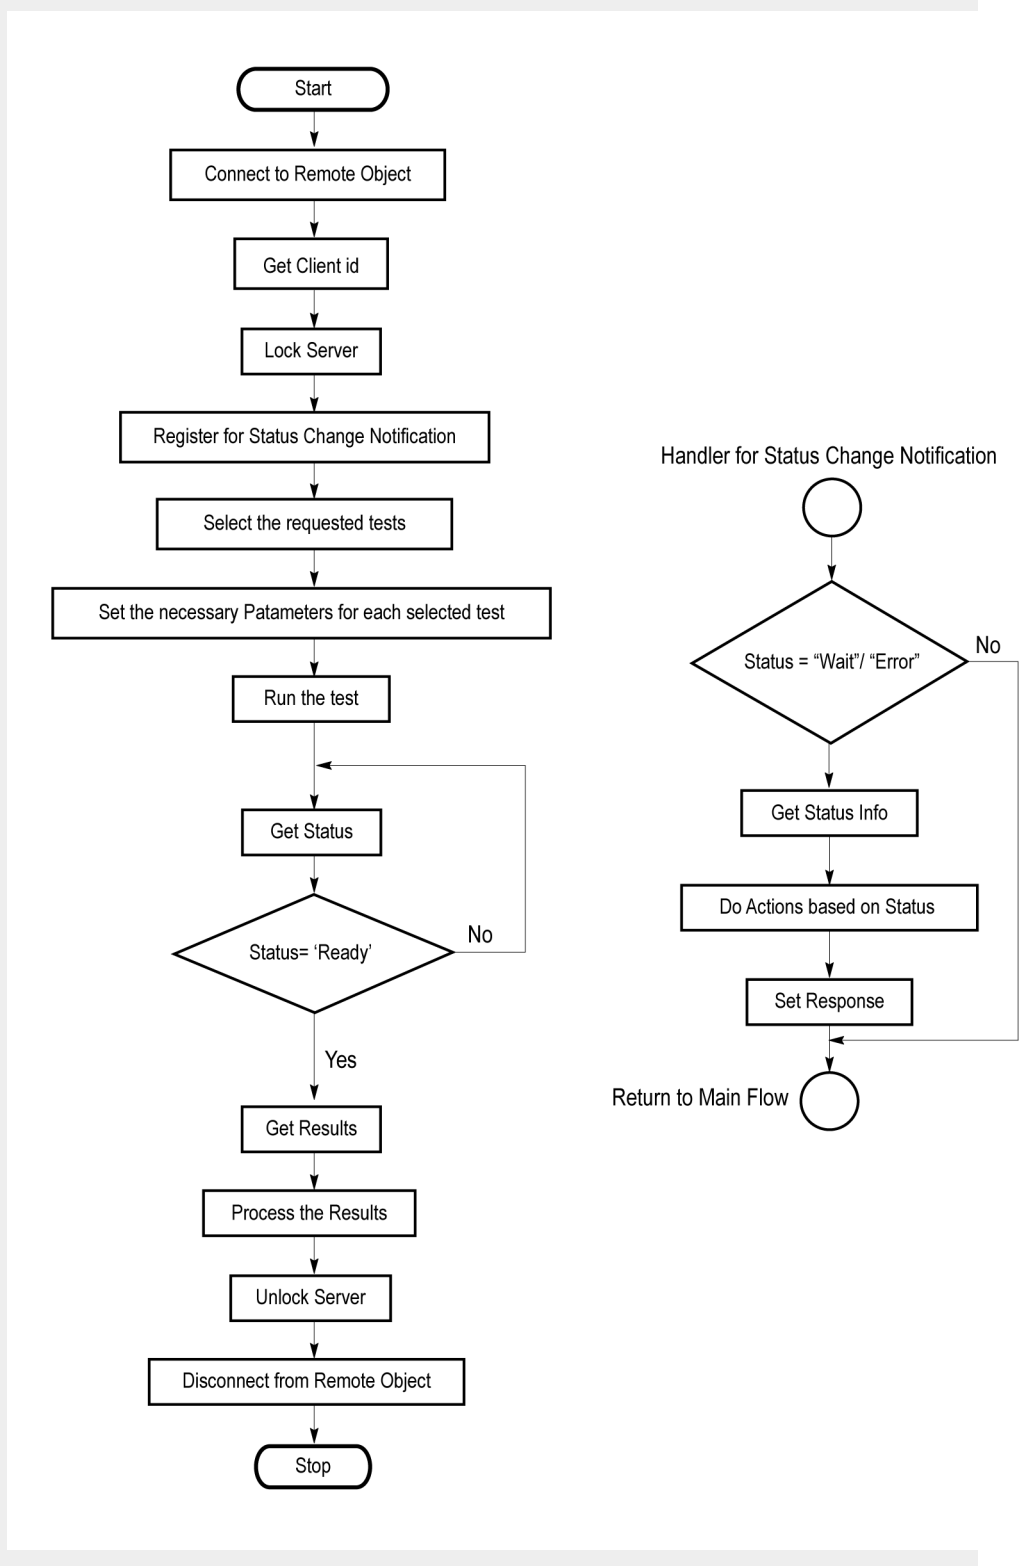 Start
Connect to Remote Object
Get Client id
Lock Server
Register for Status Change Notification
Select the requested tests
Set the necessary Patameters for each selected test
Run the test
Get Status
Status= ‘Ready’
No
Yes
Get Results
Process the Results
Unlock Server
Disconnect from Remote Object
Stop
Handler for Status Change Notification
Status = “Wait”/ “Error”
No
Get Status Info
Do Actions based on Status
Set Response
Return to Main Flow